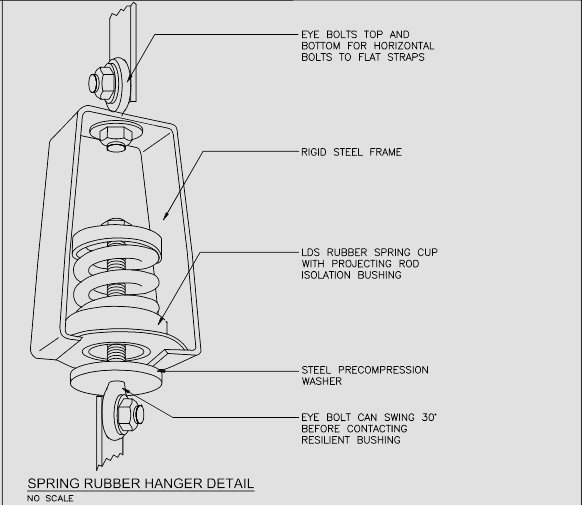 EYE BOLTS TOP AND
BOTTOM FOR HORIZONTAL
BOLTS TO FLAT STRAPS
RIGID STEEL FRAME
LDS RUBBER SPRING CUP
WITH PROJECTING ROD
ISOLATION BUSHING
STEEL PRECOMPRESSION
WASHER
EYE BOLT CAN SWING 30°
BEFORE CONTACTING
RESILIENT BUSHING
SPRING RUBBER HANGER DETAIL
NO SCALE